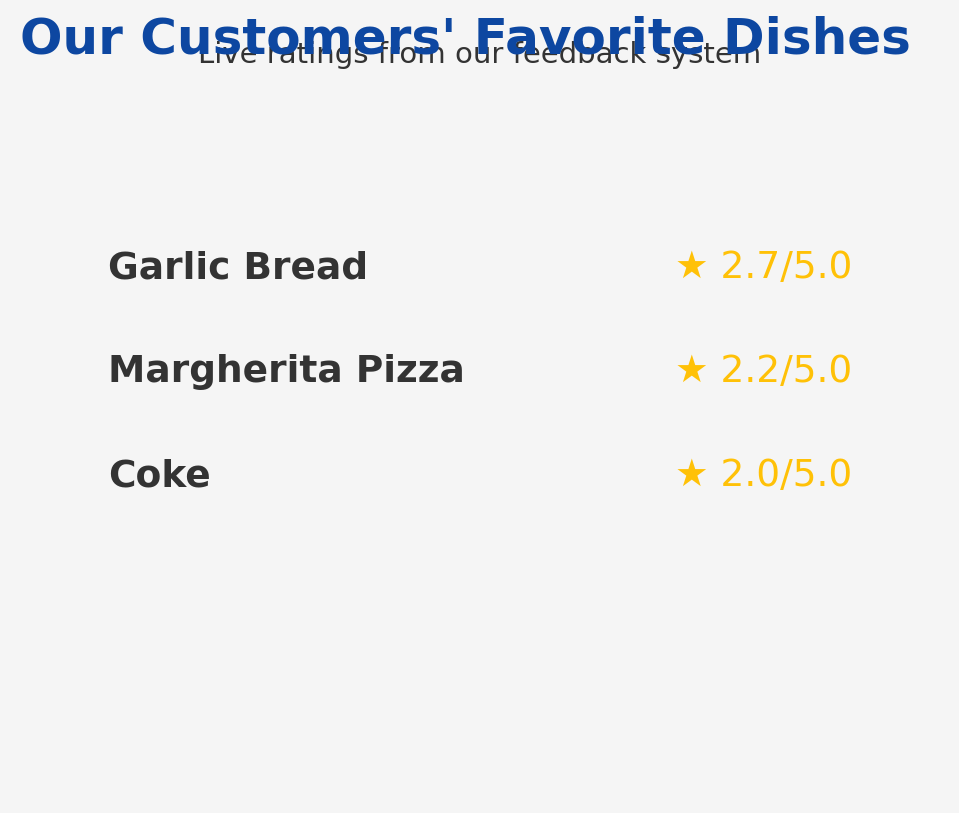 Our Customers' Favorite Dishes
Live ratings from our feedback system
Garlic Bread ★ 2.7/5.0
Margherita Pizza ★ 2.2/5.0
Coke ★ 2.0/5.0